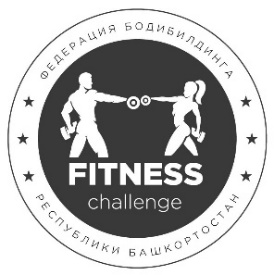 ФЕДЕРАЦИЯ БОДИБИЛДИНГА
FITNESS
challenge
РЕСПУБЛИКИ БАШКОРТОСТАН